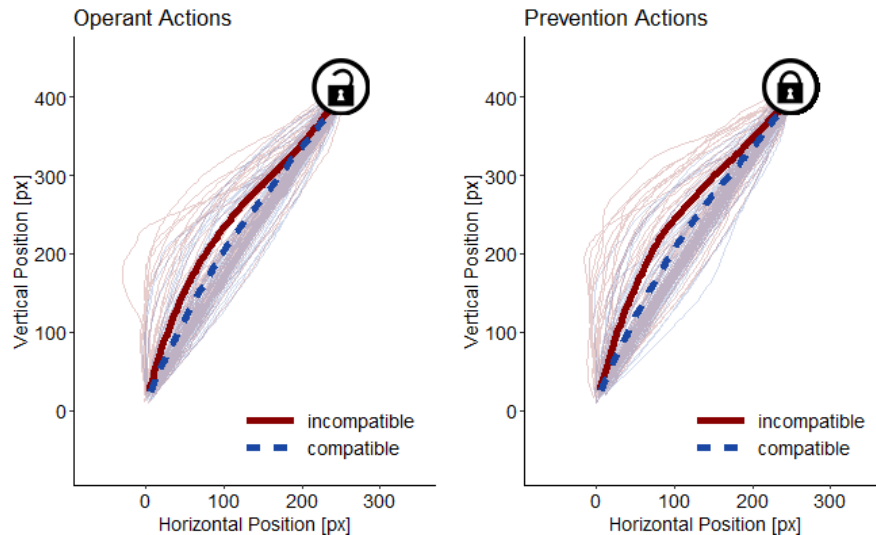 Operant Actions
Vertical Position [px]
400
300
200
100
0
incompatible
compatible
0 100 200 300
Horizontal Position [px]
Prevention Actions
Vertical Position [px]
400
300
200
100
0
incompatible
compatible
0 100 200 300
Horizontal Position [px]